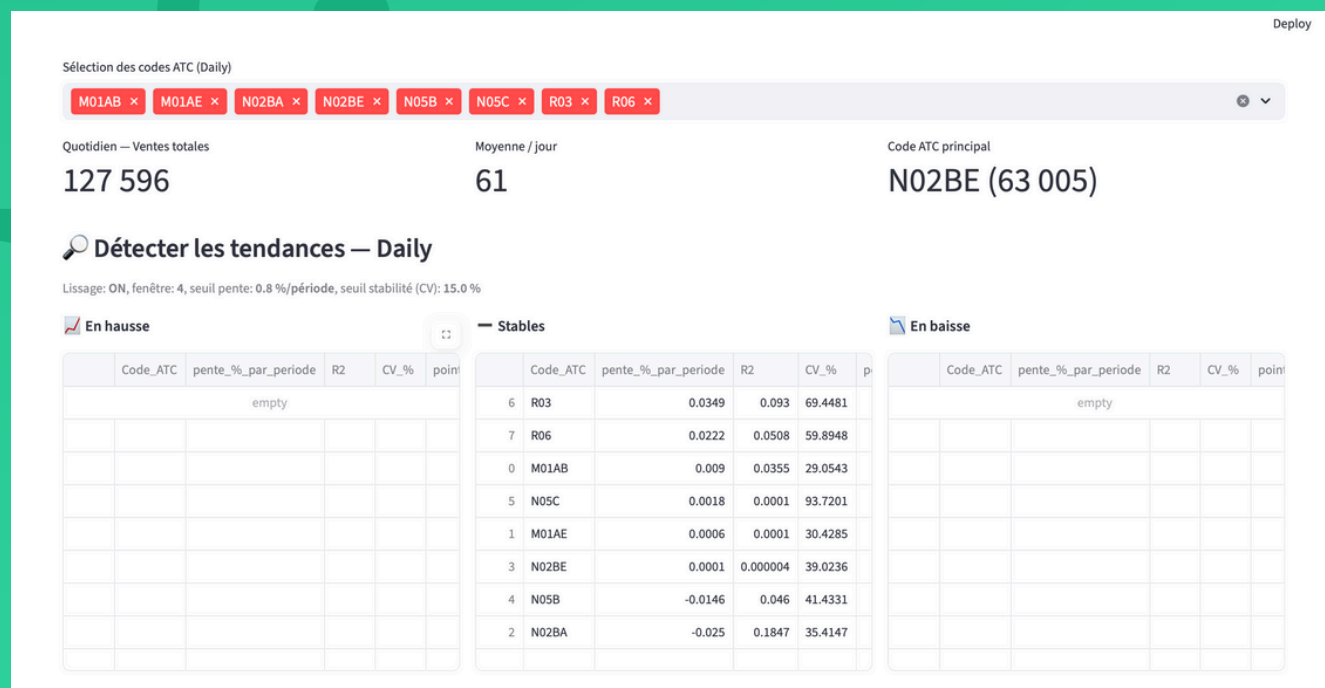 Deploy
Sélection des codes ATC (Daily)
M01AB × M01AE × N02BA × N02BE × N05B × N05C × R03 × R06 ×
Quotidien — Ventes totales Moyenne / jour Code ATC principal
127 596 61 N02BE (63 005)
Détecter les tendances — Daily
Lissage: ON, fenêtre: 4, seuil pente: 0.8 %/période, seuil stabilité (CV): 15.0 %
En hausse — Stables En baisse
Code_ATC pente_%_par_periode R2 CV_% point Code_ATC pente_%_par_periode R2 CV_% p Code_ATC pente_%_par_periode R2 CV_% point
empty 6 R03 0.0349 0.093 69.4481 empty
7 R06 0.0222 0.0508 59.8948
0 M01AB 0.009 0.0355 29.0543
5 N05C 0.0018 0.0001 93.7201
1 M01AE 0.0006 0.0001 30.4285
3 N02BE 0.0001 0.000004 39.0236
4 N05B -0.0146 0.046 41.4331
2 N02BA -0.025 0.1847 35.4147